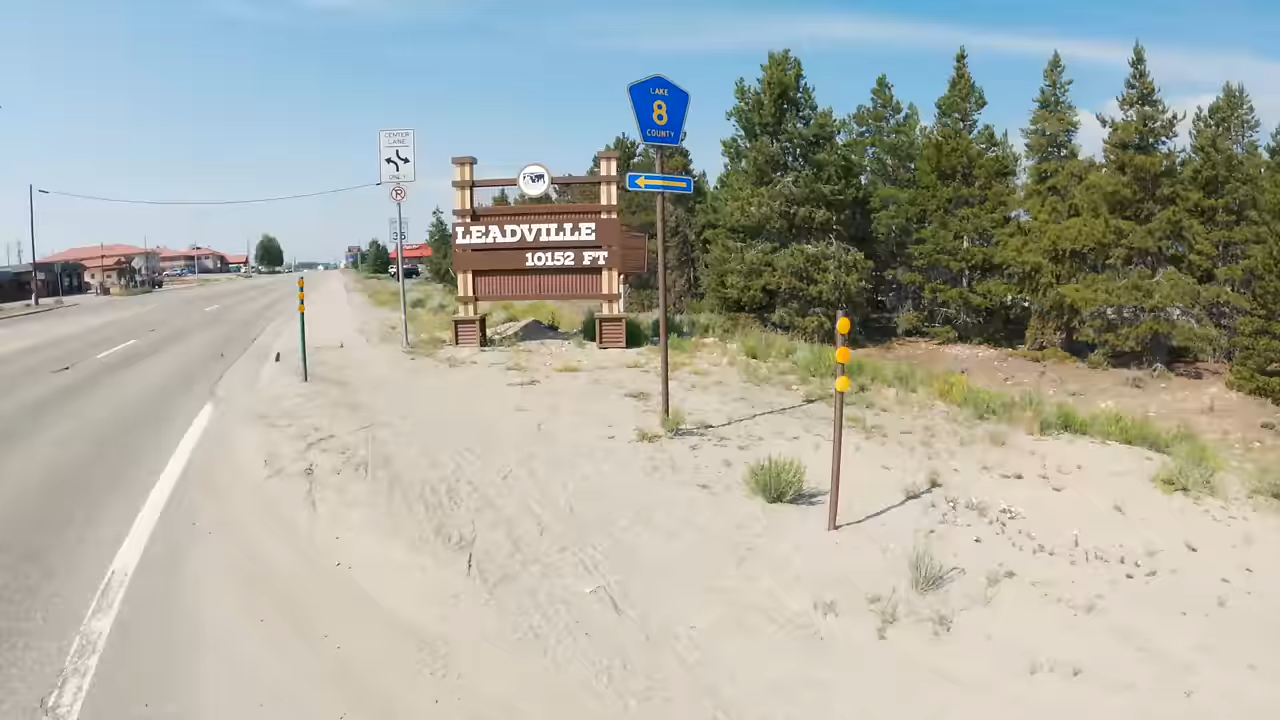 CENTER
LANE
ONLY
P
35
LEADVILLE
10152 FT
LAKE
8
COUNTY